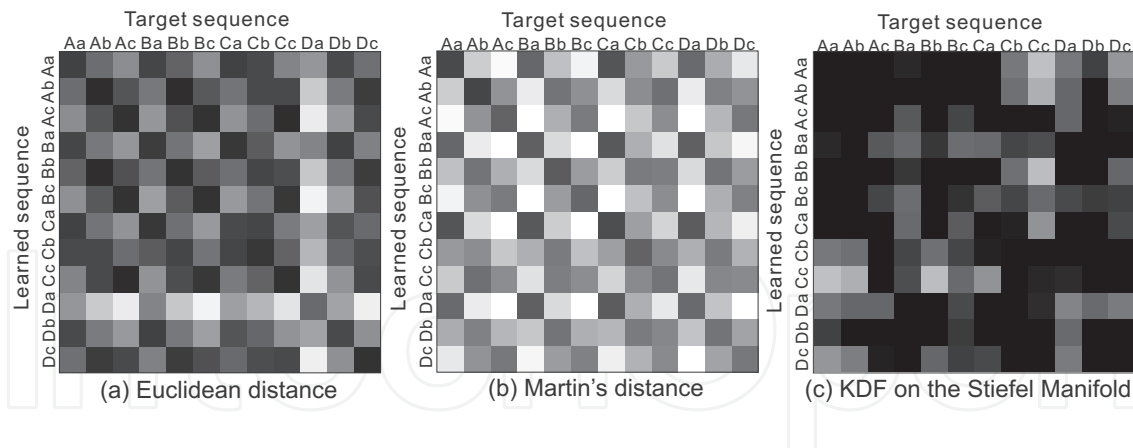 Target sequence
Aa Ab Ac Ba Bb Bc Ca Cb Cc Da Db Dc
Learned sequence
Aa
Ab
Ac
Ba
Bb
Bc
Ca
Cb
Cc
Da
Db
Dc
(a) Euclidean distance
Target sequence
Aa Ab Ac Ba Bb Bc Ca Cb Cc Da Db Dc
Learned sequence
Aa
Ab
Ac
Ba
Bb
Bc
Ca
Cb
Cc
Da
Db
Dc
(b) Martin's distance
Target sequence
Aa Ab Ac Ba Bb Bc Ca Cb Cc Da Db Dc
Learned sequence
Aa
Ab
Ac
Ba
Bb
Bc
Ca
Cb
Cc
Da
Db
Dc
(c) KDF on the Stiefel Manifold